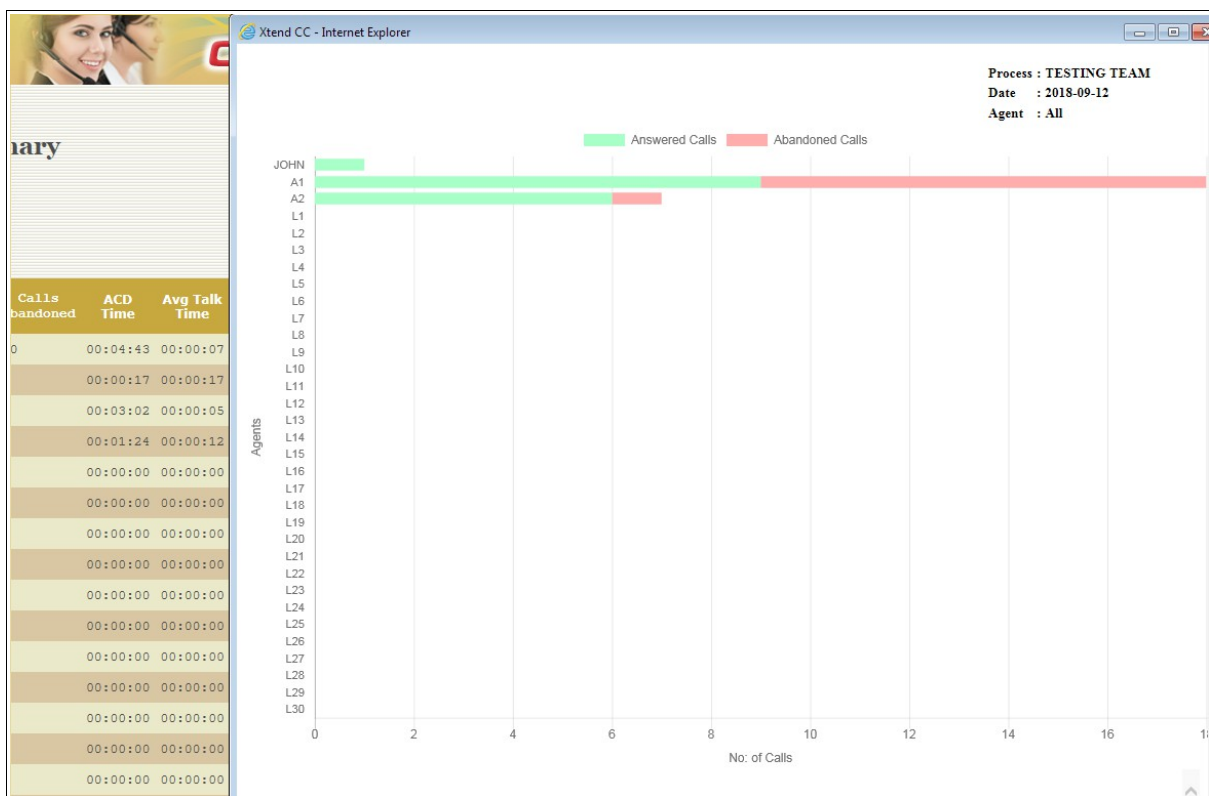 Xtend CC - Internet Explorer
Process : TESTING TEAM
Date : 2018-09-12
Agent : All
Answered Calls Abandoned Calls
JOHN
A1
A2
L1
L2
L3
L4
L5
L6
L7
L8
L9
L10
L11
L12
L13
L14
L15
L16
L17
L18
L19
L20
L21
L22
L23
L24
L25
L26
L27
L28
L29
L30
Agents
0 2 4 6 8 10 12 14 16
No: of Calls
C
nary
Calls ACD Avg Talk
bandoned Time Time
0 00:04:43 00:00:07
00:00:17 00:00:17
00:03:02 00:00:05
00:01:24 00:00:12
00:00:00 00:00:00
00:00:00 00:00:00
00:00:00 00:00:00
00:00:00 00:00:00
00:00:00 00:00:00
00:00:00 00:00:00
00:00:00 00:00:00
00:00:00 00:00:00
00:00:00 00:00:00
00:00:00 00:00:00
00:00:00 00:00:00